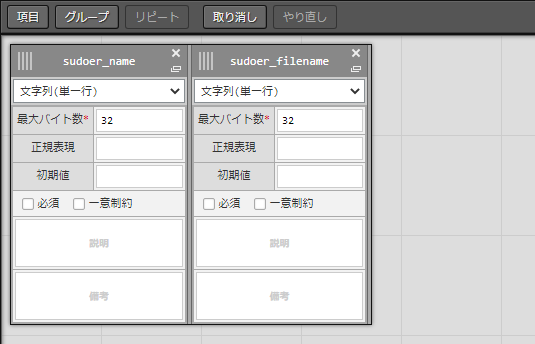 項目 グループ リピート 取り消し やり直し
sudoer_name sudoer_filename
文字列(単一行) 文字列(単一行)
最大バイト数* 32 最大バイト数* 32
正規表現 正規表現
初期値 初期値
必須 一意制約 必須 一意制約
説明 説明
備考 備考